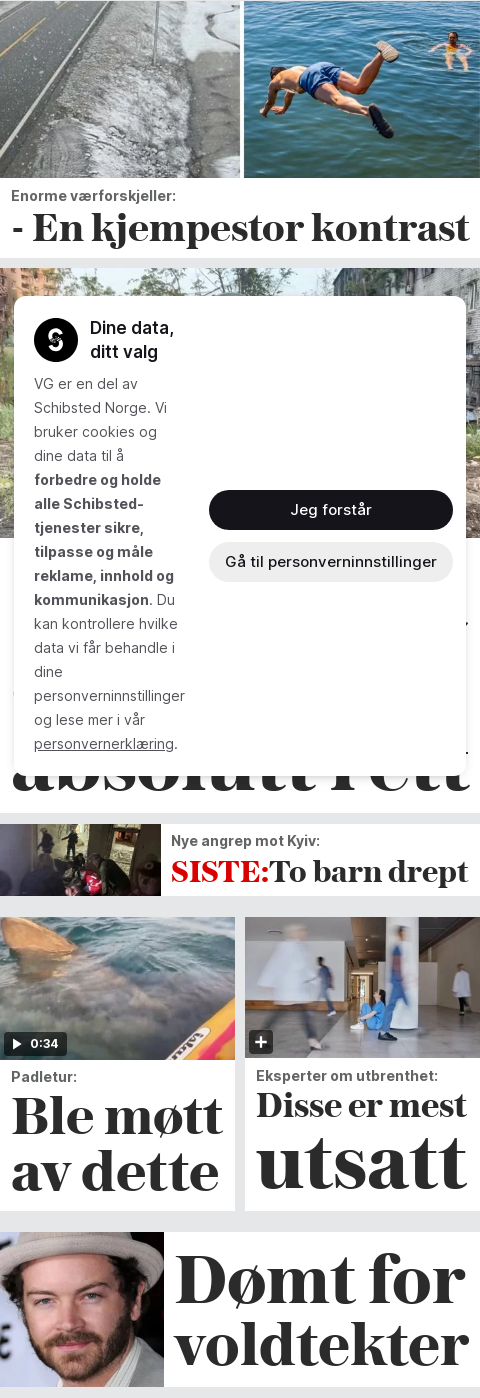 Enorme værforskjeller:
- En kjempestor kontrast
Dine data,
ditt valg
VG er en del av
Schibsted Norge. Vi
bruker cookies og
dine data til å
forbedre og holde
alle Schibsted-
tjenester sikre,
tilpasse og måle
reklame, innhold og
kommunikasjon. Du
kan kontrollere hvilke
data vi får behandle i
dine
personverninnstillinger
og lese mer i vår
personvernerklæring.
Jeg forstår
Gå til personverninnstillinger
absolutt rett
Nye angrep mot Kyiv:
SISTE:To barn drept
0:34
Padletur:
Ble møtt
av dette
Eksperter om utbrenthet:
Disse er mest
utsatt
Dømt for
voldtekter